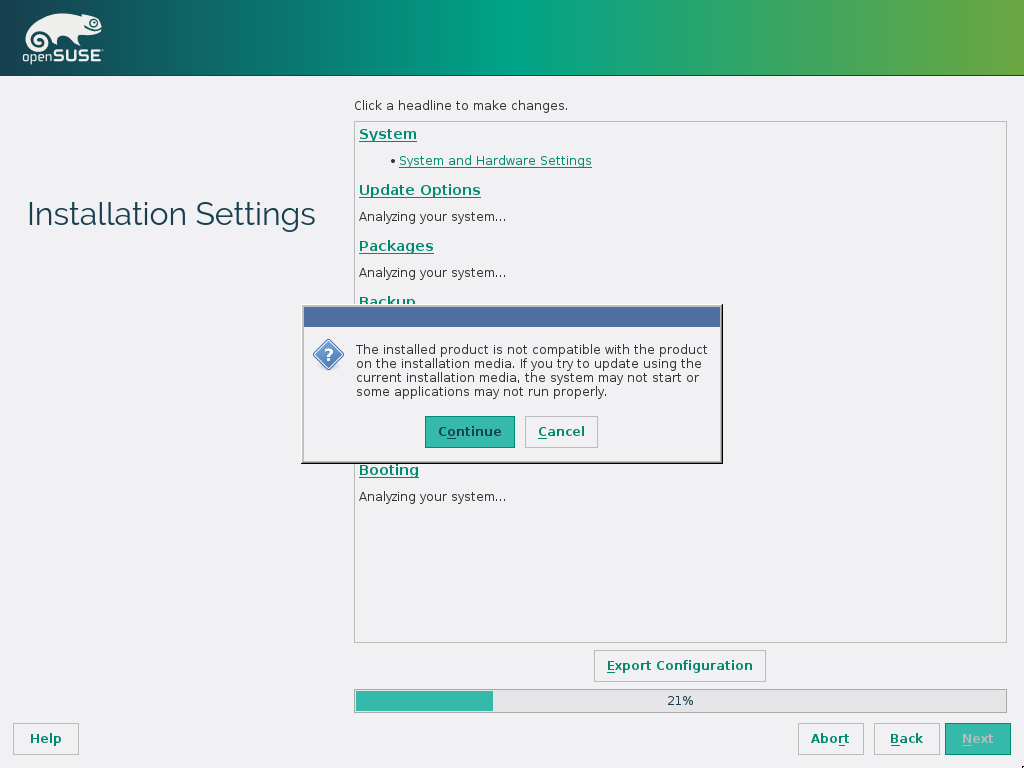 openSUSE
Click a headline to make changes.
System
• System and Hardware Settings
Installation Settings
Update Options
Analyzing your system...
Packages
Analyzing your system...
Backup
The installed product is not compatible with the product
on the installation media. If you try to update using the
current installation media, the system may not start or
some applications may not run properly.
Continue Cancel
Booting
Analyzing your system...
Export Configuration
21%
Help Abort Back Next